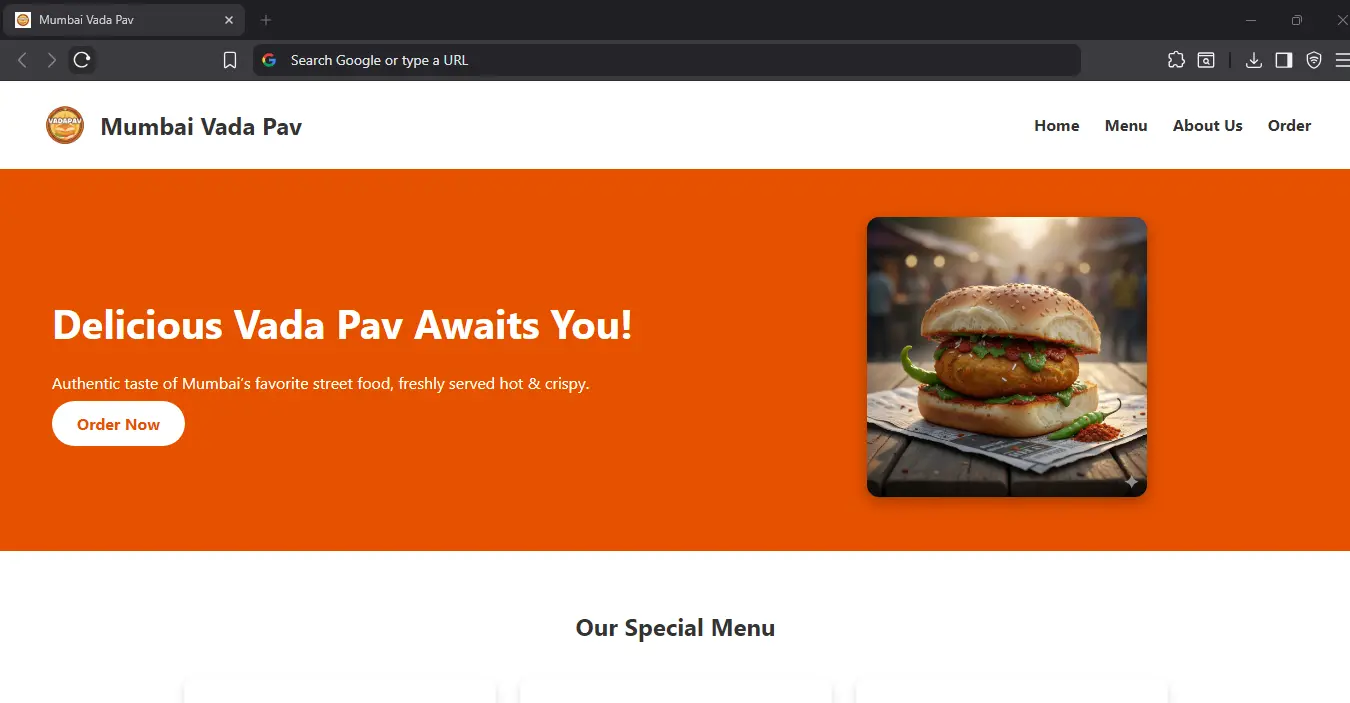 Mumbai Vada Pav
Search Google or type a URL
VADAPAV
Mumbai Vada Pav
Home
Menu
About Us
Order
Delicious Vada Pav Awaits You!
Authentic taste of Mumbai’s favorite street food, freshly served hot & crispy.
Order Now
Our Special Menu